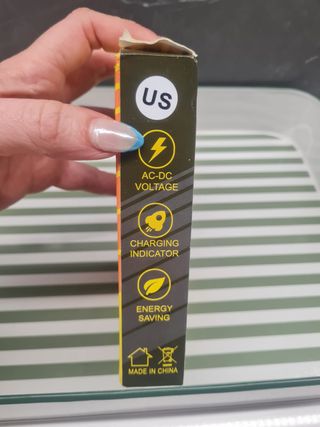 US
AC-DC
VOLTAGE
CHARGING
INDICATOR
ENERGY
SAVING
MADE IN CHINA